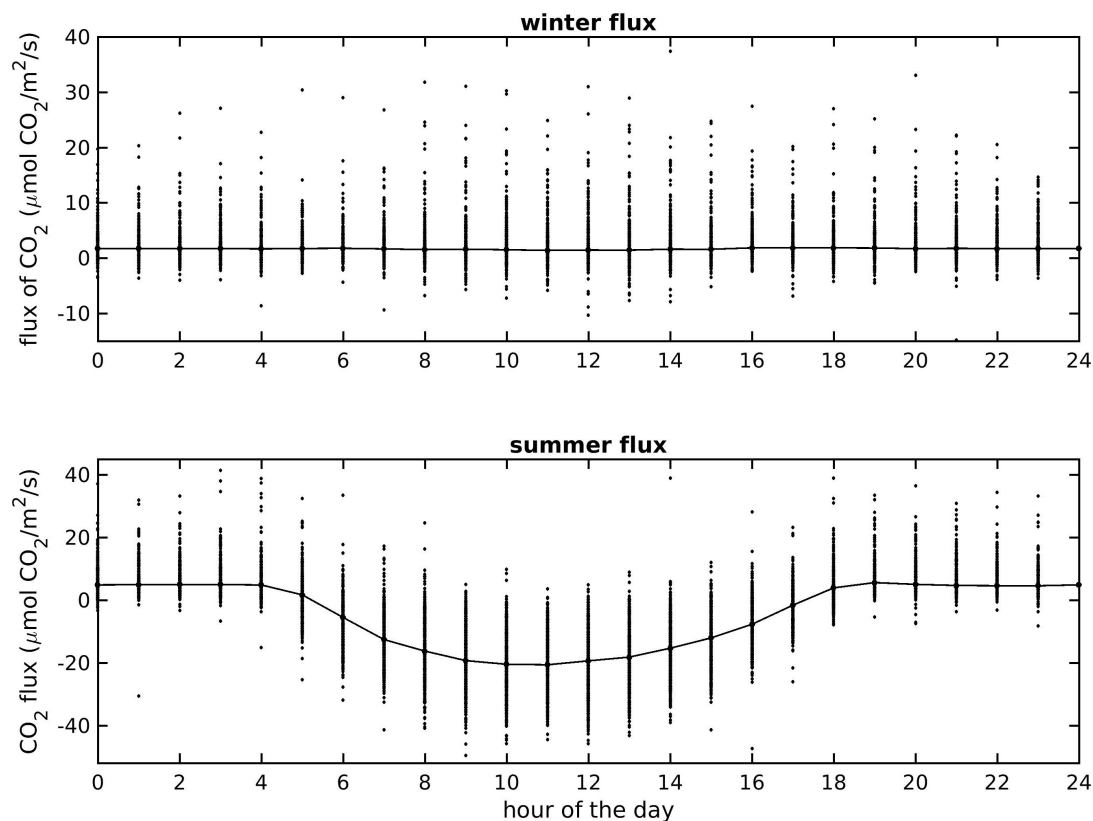 winter flux
flux of CO₂ (μmol CO₂/m²/s)
40
30
20
10
0
-10
0 2 4 6 8 10 12 14 16 18 20 22 24
summer flux
CO₂ flux (μmol CO₂/m²/s)
40
20
0
-20
-40
0 2 4 6 8 10 12 14 16 18 20 22 24
hour of the day